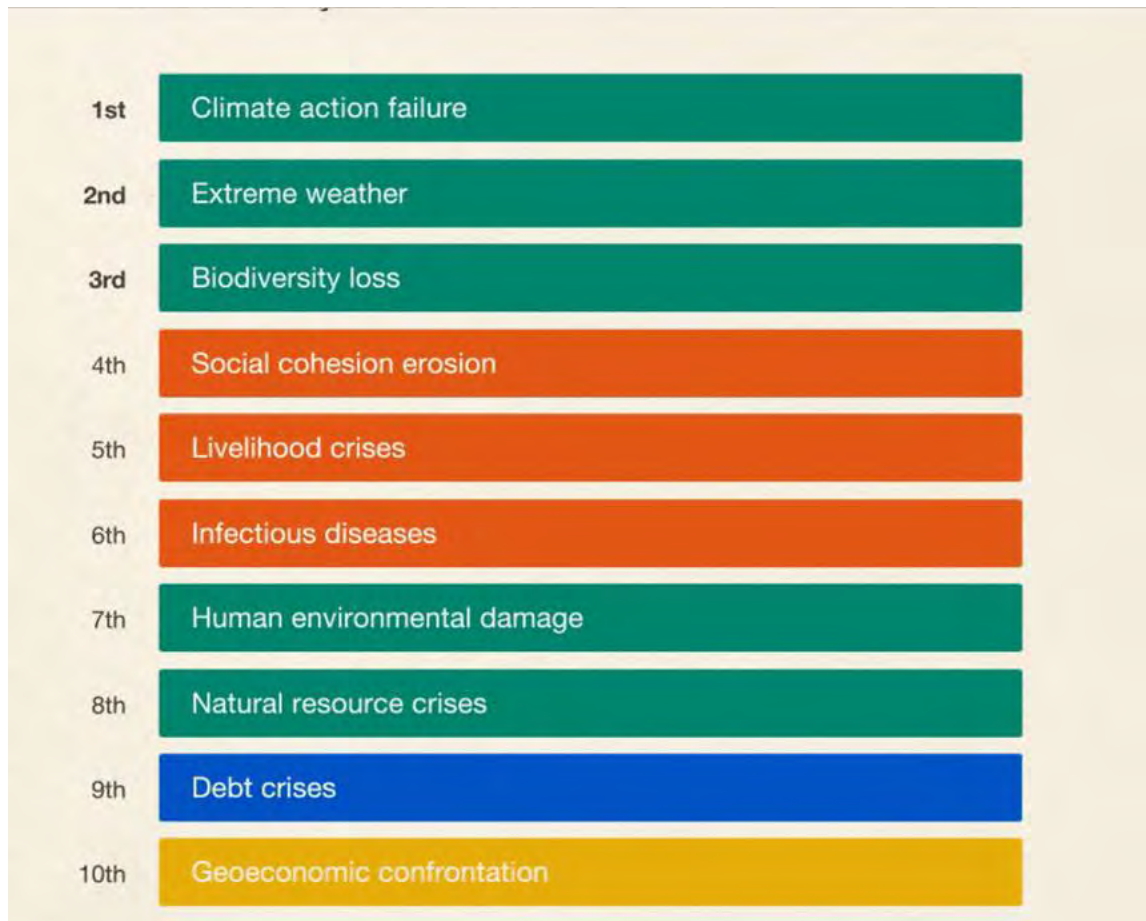 1st Climate action failure
2nd Extreme weather
3rd Biodiversity loss
4th Social cohesion erosion
5th Livelihood crises
6th Infectious diseases
7th Human environmental damage
8th Natural resource crises
9th Debt crises
10th Geoeconomic confrontation